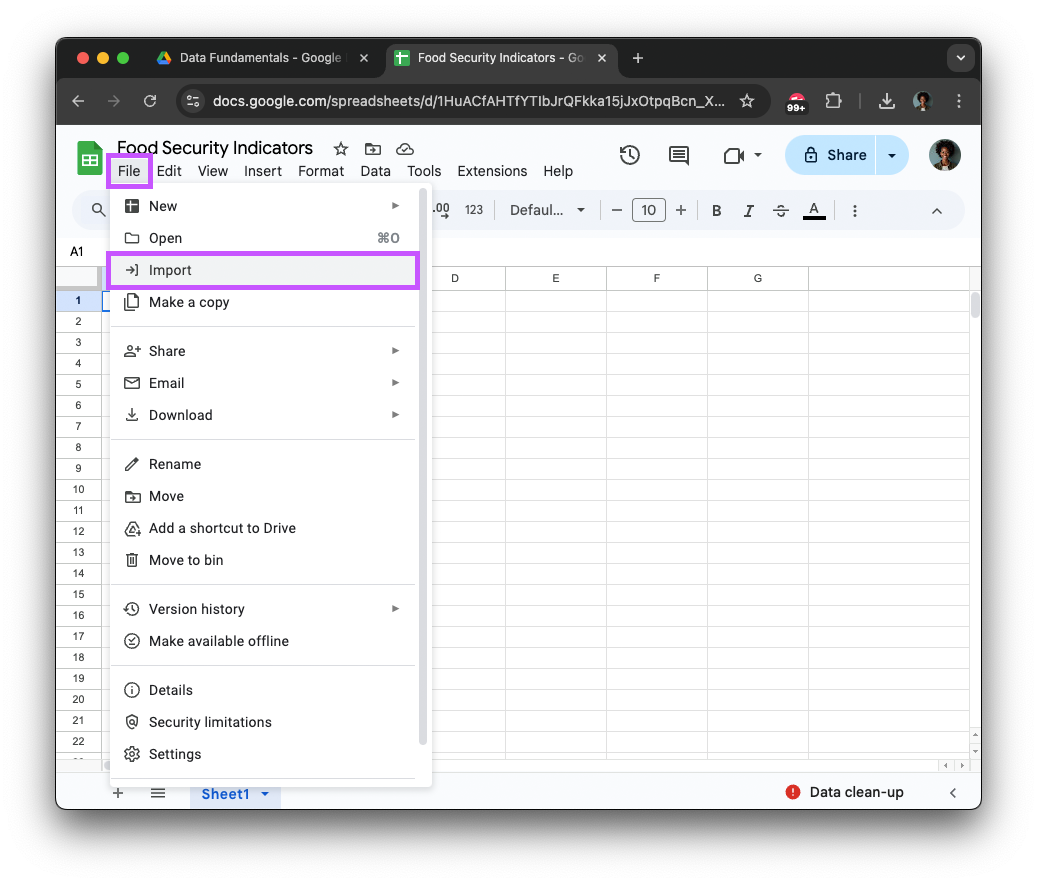 Data Fundamentals - Google
Food Security Indicators - Go
docs.google.com/spreadsheets/d/1HuACfAHTfYTIbJrQFkka15jJxOtpqBcn_X...
99+
Food Security Indicators
File Edit View Insert Format Data Tools Extensions Help
Share
.00 123 Defaul... 10 B I S A
A1
New
Open ⌘O
Import
Make a copy
Share
Email
Download
Rename
Move
Add a shortcut to Drive
Move to bin
Version history
Make available offline
Details
Security limitations
Settings
D E F G
1
2
3
4
5
6
7
8
9
10
11
12
13
14
15
16
17
18
19
20
21
22
Sheet1
Data clean-up